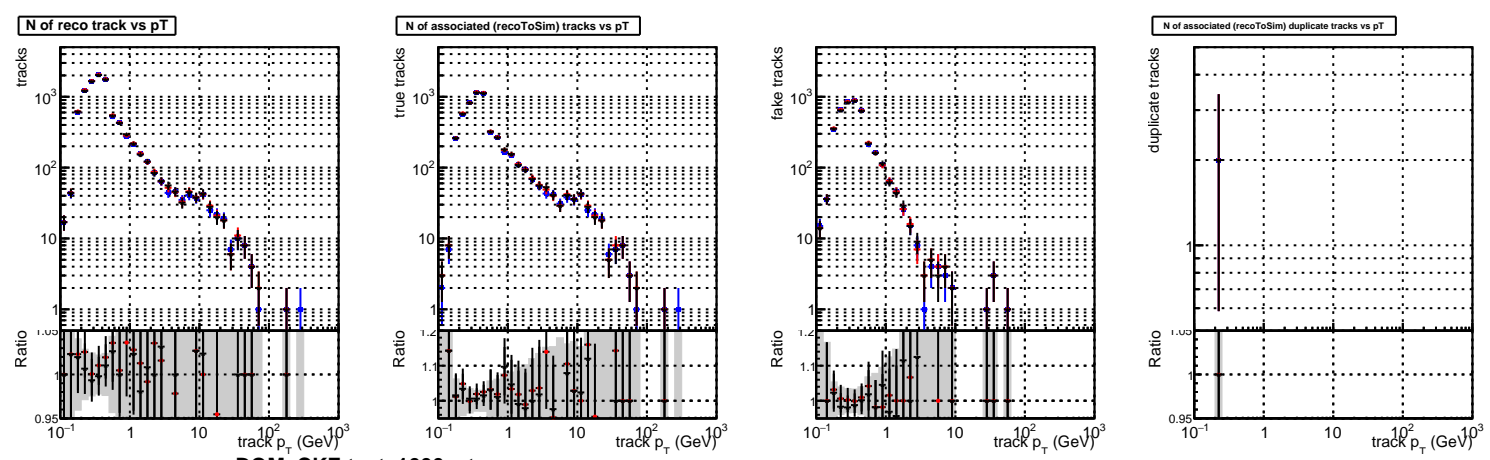 N of reco track vs pT
tracks
10³
10²
10
1
Ratio
1.05
1
0.95
10⁻¹ 1 10 10² 10³
track p_T (GeV)
N of associated (recoToSim) tracks vs pT
true tracks
10³
10²
10
1
Ratio
1.2
1.1
1
10⁻¹ 1 10 10² 10³
track p_T (GeV)
fake tracks
10³
10²
10
1
Ratio
1.2
1.1
1
10⁻¹ 1 10 10² 10³
track p_T (GeV)
N of associated (recoToSim) duplicate tracks vs pT
duplicate tracks
1
Ratio
1.05
1
0.95
10⁻¹ 1 10 10² 10³
track p_T (GeV)